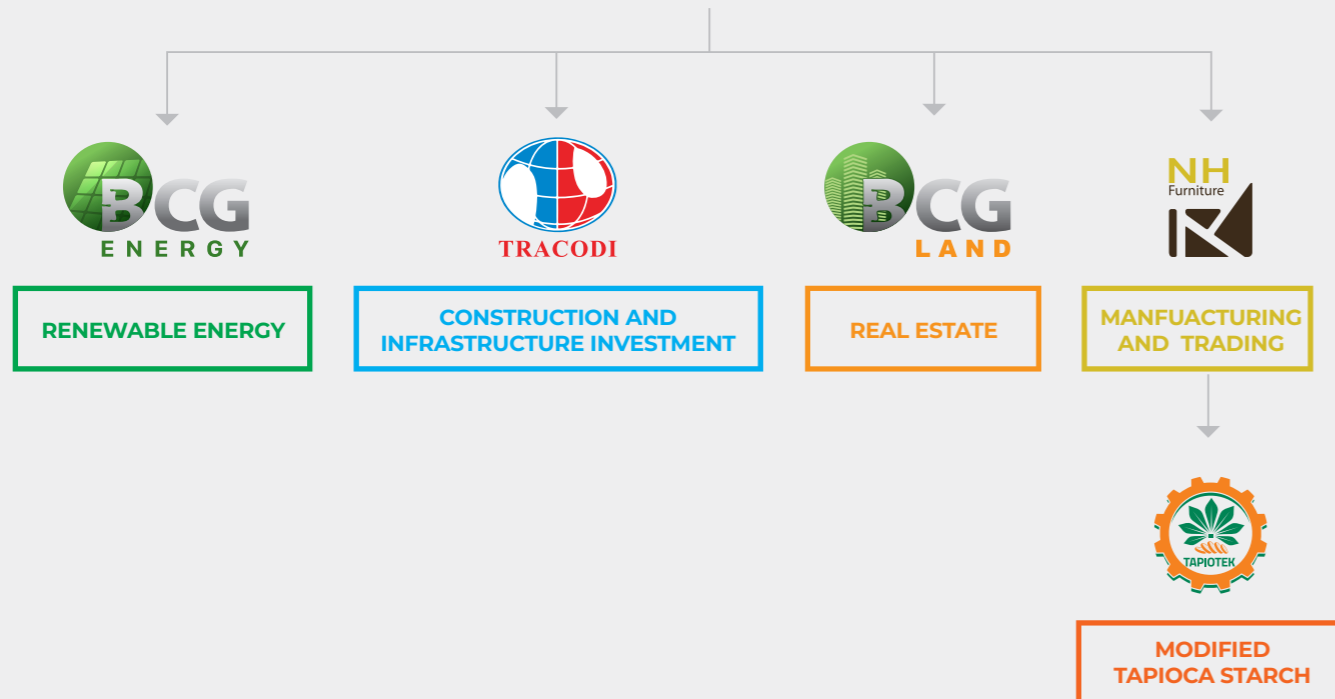 BCG
ENERGY
TRACODI
BCG
LAND
NH
Furniture
RENEWABLE ENERGY
CONSTRUCTION AND
INFRASTRUCTURE INVESTMENT
REAL ESTATE
MANFUACTURING
AND TRADING
TAPIOTEK
MODIFIED
TAPIOCA STARCH